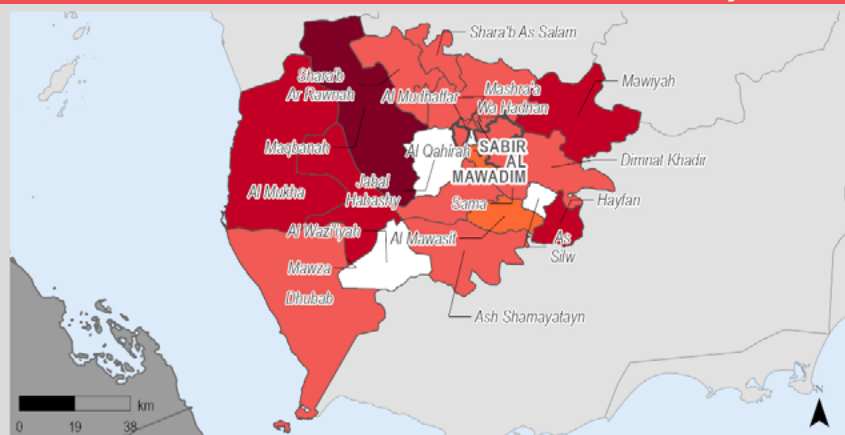 Shara'b As Salam
Shara'b
Ar Rawnah
Al Mudhaffar
Mashra'a
Wa Hadnan
Mawiyah
Maqbanah
Al Qahirah
SABIR
AL
MAWADIM
Dimnat Khadir
Jabal
Habashy
Al Mukha
Sama
Hayfan
Al Waz'iyah
Al Mawasit
As
Silw
Mawza
Dhubab
Ash Shamayatayn
N
km
0 19 38